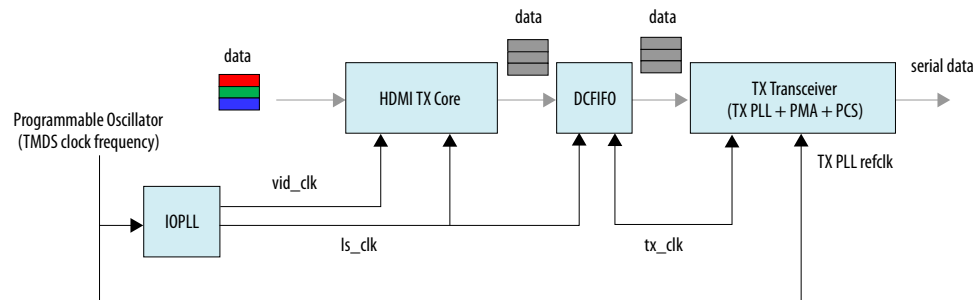 data
data
data
serial data
HDMI TX Core
DCFIFO
TX Transceiver
(TX PLL + PMA + PCS)
Programmable Oscillator
(TMDS clock frequency)
TX PLL refclk
vid_clk
IOPLL
ls_clk
tx_clk